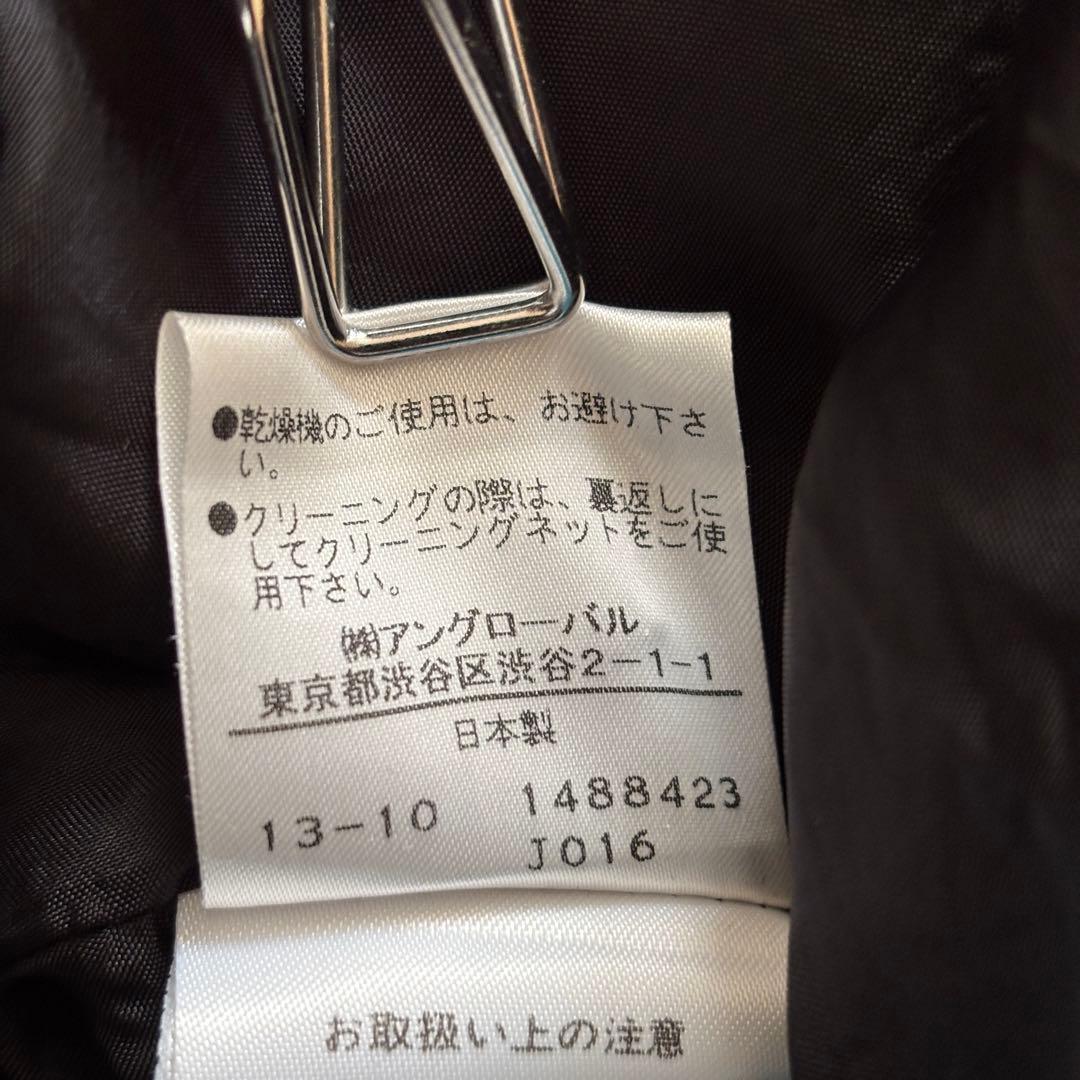 ●乾燥機のご使用は、お避け下さ
い。
●クリーニングの際は、裏返しに
してクリーニングネットをご使
用下さい。
㈱アングローバル
東京都渋谷区渋谷2-1-1
日本製
13-10 1488423
J016
お取扱い上の注意